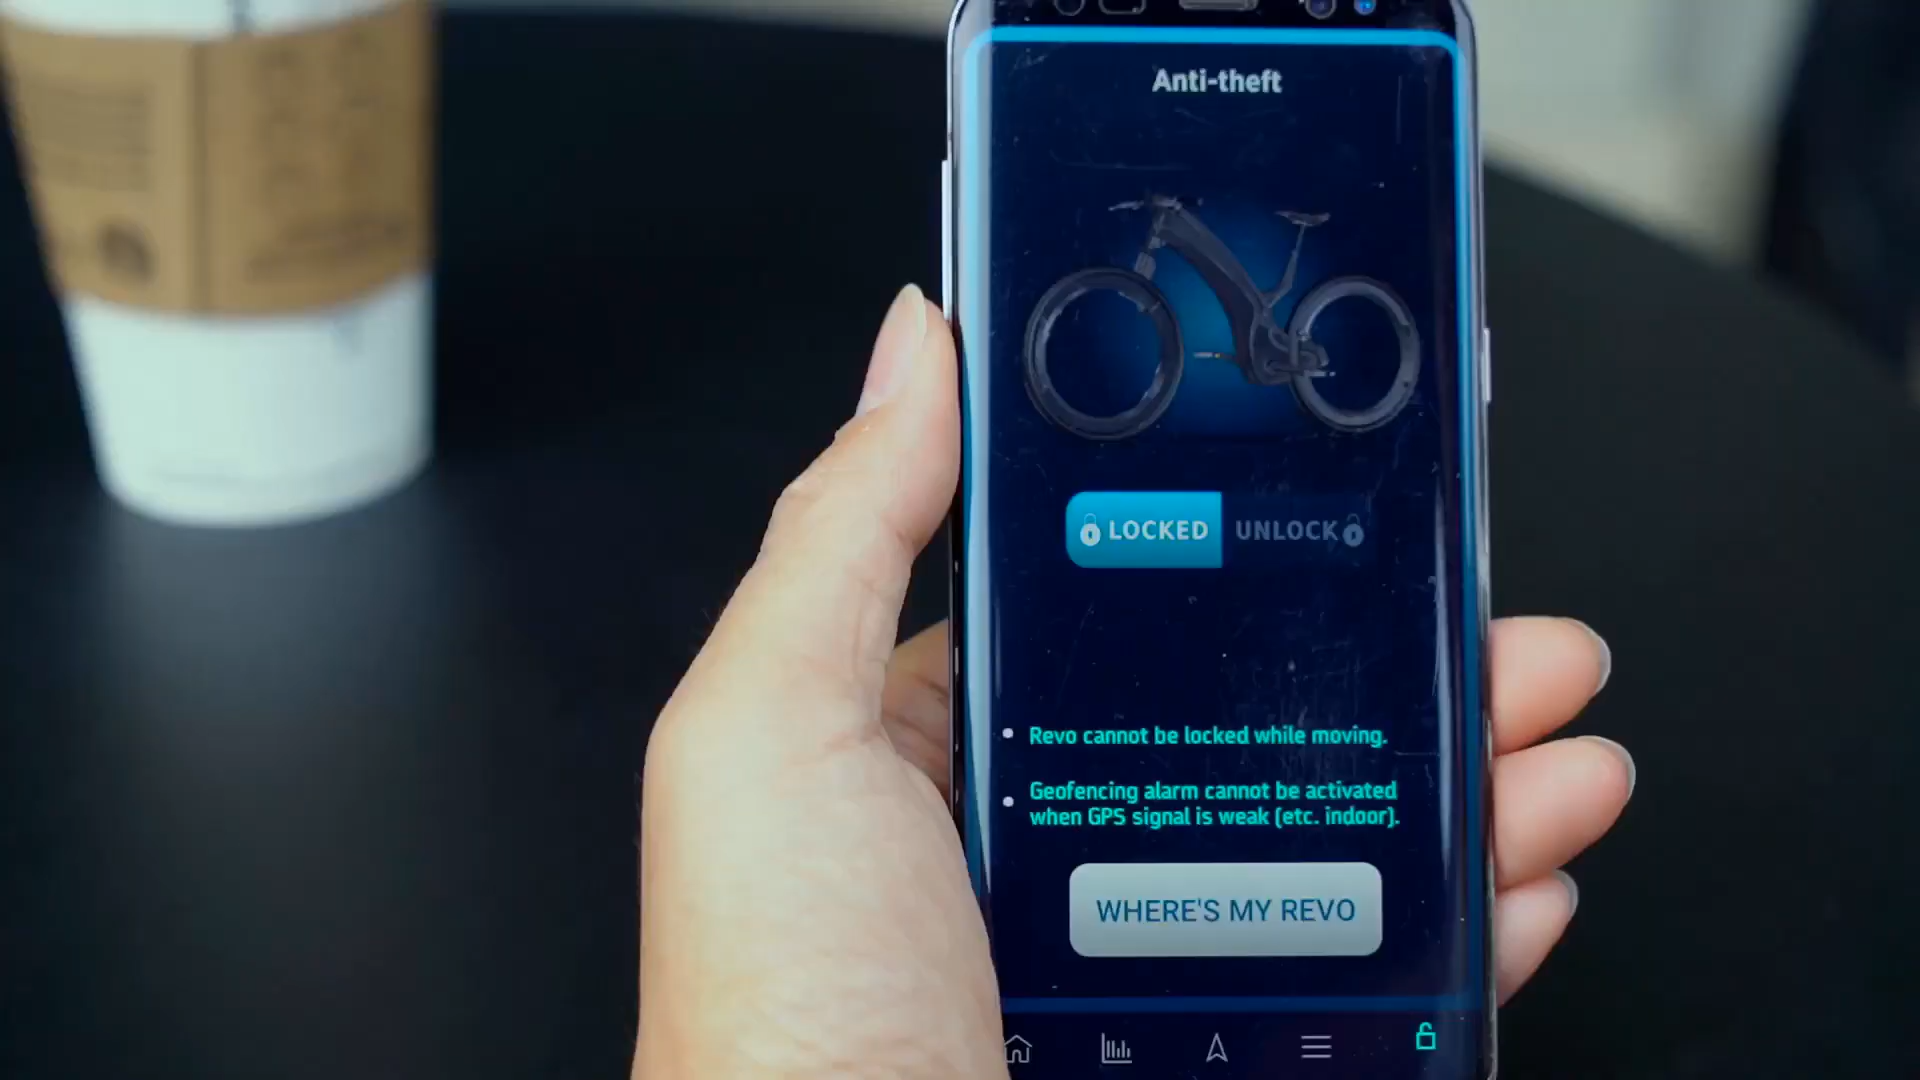 Anti-theft
LOCKED UNLOCK
Revo cannot be locked while moving.
Geofencing alarm cannot be activated
when GPS signal is weak (etc. indoor).
WHERE'S MY REVO